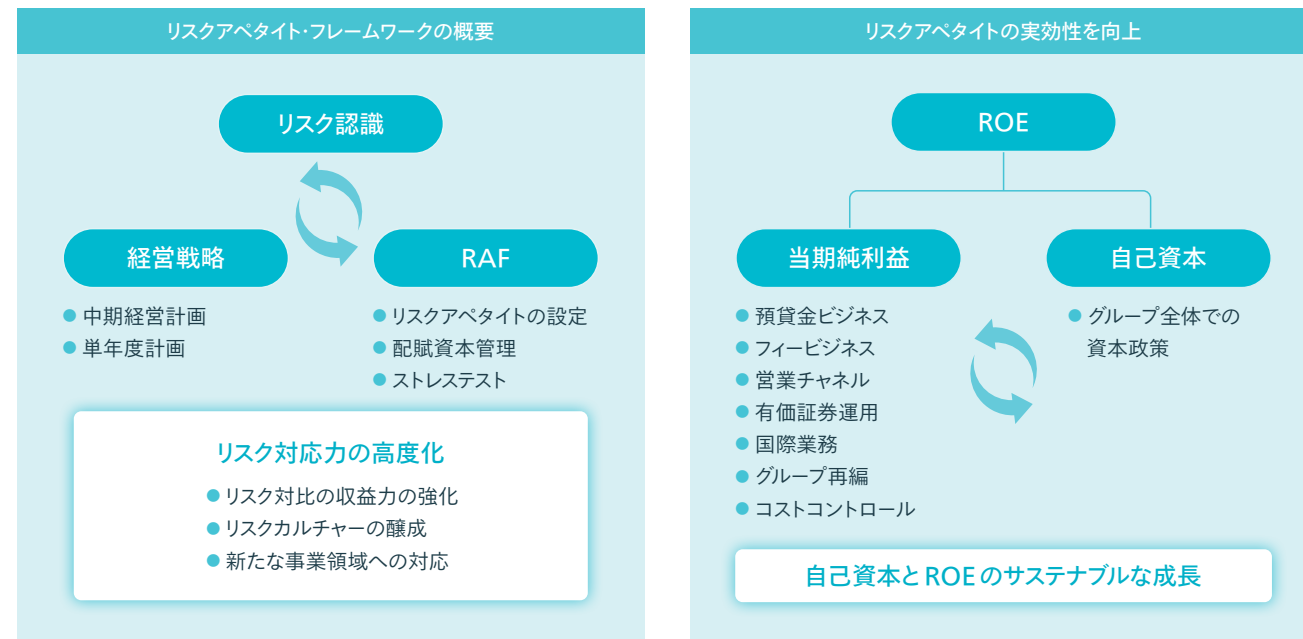 リスクアペタイト・フレームワークの概要
リスク認識
経営戦略
● 中期経営計画
● 単年度計画
RAF
● リスクアペタイトの設定
● 配賦資本管理
● ストレステスト
リスク対応力の高度化
● リスク対比の収益力の強化
● リスクカルチャーの醸成
● 新たな事業領域への対応
リスクアペタイトの実効性を向上
ROE
当期純利益
● 預貸金ビジネス
● フィービジネス
● 営業チャネル
● 有価証券運用
● 国際業務
● グループ再編
● コストコントロール
自己資本
● グループ全体での
資本政策
自己資本とROEのサステナブルな成長